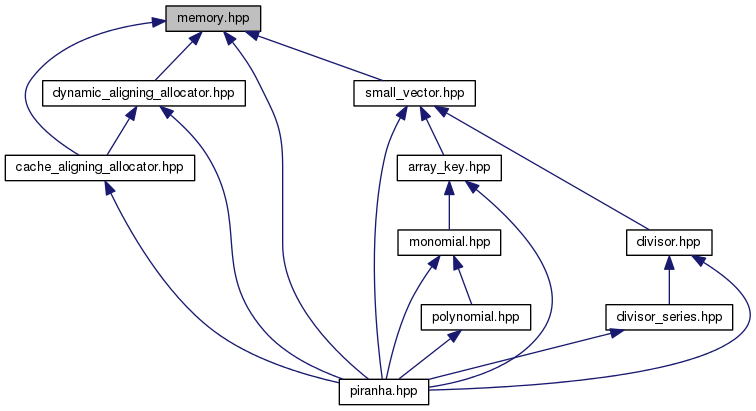 memory.hpp
dynamic_aligning_allocator.hpp
small_vector.hpp
cache_aligning_allocator.hpp
array_key.hpp
monomial.hpp
divisor.hpp
polynomial.hpp
divisor_series.hpp
piranha.hpp